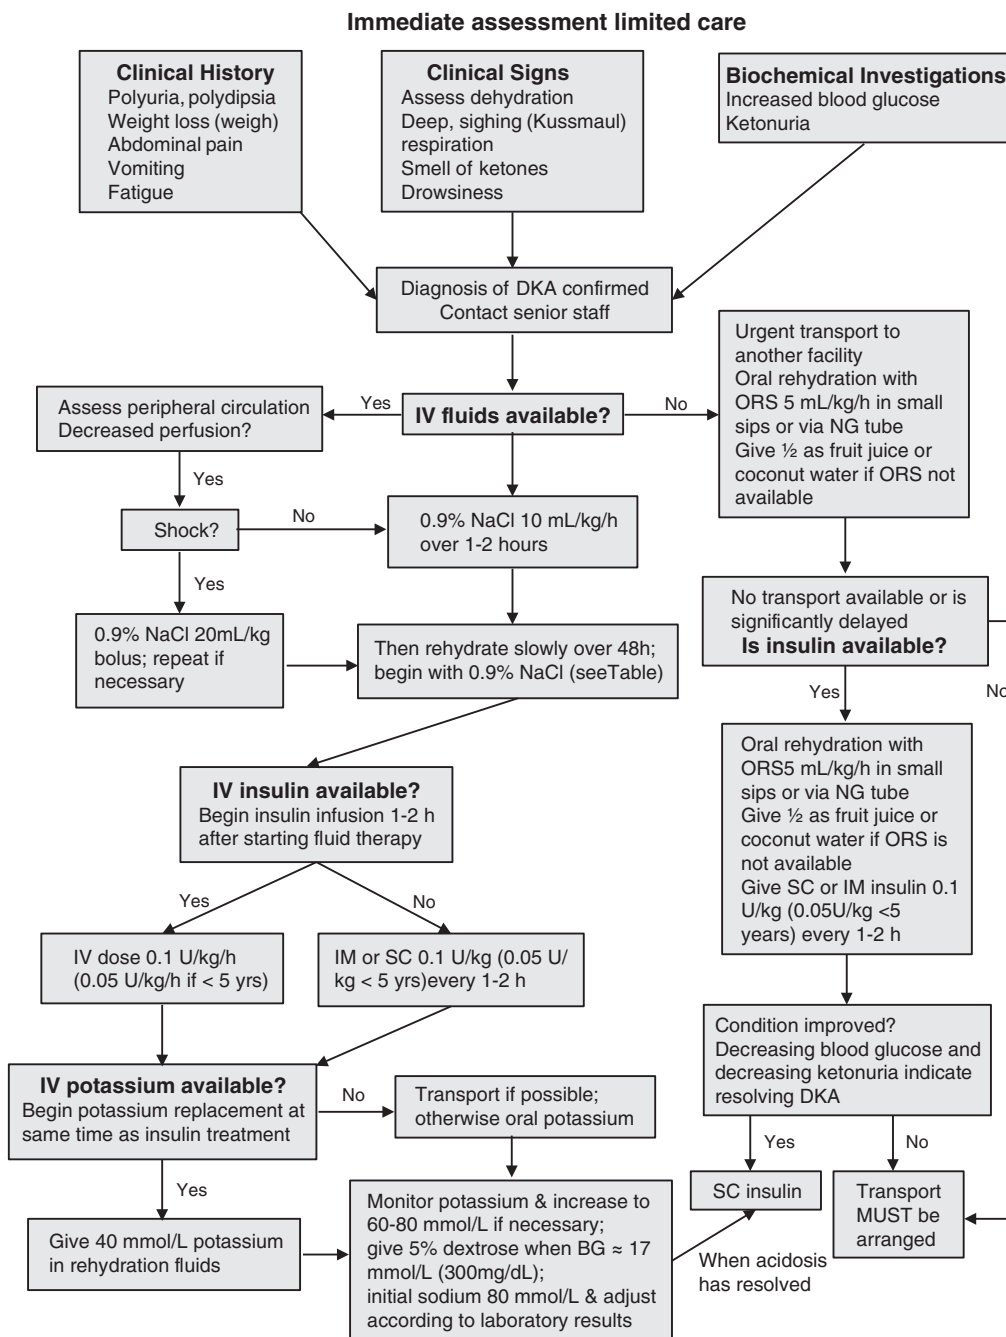 Immediate assessment limited care
Clinical History
Polyuria, polydipsia
Weight loss (weigh)
Abdominal pain
Vomiting
Fatigue
Clinical Signs
Assess dehydration
Deep, sighing (Kussmaul)
respiration
Smell of ketones
Drowsiness
Biochemical Investigations
Increased blood glucose
Ketonuria
Diagnosis of DKA confirmed
Contact senior staff
IV fluids available?
Yes
No
Assess peripheral circulation
Decreased perfusion?
Yes
Shock?
No
Yes
0.9% NaCl 20mL/kg
bolus; repeat if
necessary
0.9% NaCl 10 mL/kg/h
over 1-2 hours
Then rehydrate slowly over 48h;
begin with 0.9% NaCl (seeTable)
Urgent transport to
another facility
Oral rehydration with
ORS 5 mL/kg/h in small
sips or via NG tube
Give ½ as fruit juice or
coconut water if ORS not
available
No transport available or is
significantly delayed
Is insulin available?
Yes
No
Oral rehydration with
ORS5 mL/kg/h in small
sips or via NG tube
Give ½ as fruit juice or
coconut water if ORS is
not available
Give SC or IM insulin 0.1
U/kg (0.05U/kg <5
years) every 1-2 h
Condition improved?
Decreasing blood glucose and
decreasing ketonuria indicate
resolving DKA
Yes
No
SC insulin
Transport
MUST be
arranged
IV insulin available?
Begin insulin infusion 1-2 h
after starting fluid therapy
Yes
No
IV dose 0.1 U/kg/h
(0.05 U/kg/h if < 5 yrs)
IM or SC 0.1 U/kg (0.05 U/
kg < 5 yrs)every 1-2 h
IV potassium available?
Begin potassium replacement at
same time as insulin treatment
No
Transport if possible;
otherwise oral potassium
Yes
Give 40 mmol/L potassium
in rehydration fluids
Monitor potassium & increase to
60-80 mmol/L if necessary;
give 5% dextrose when BG ≈ 17
mmol/L (300mg/dL);
initial sodium 80 mmol/L & adjust
according to laboratory results
When acidosis
has resolved